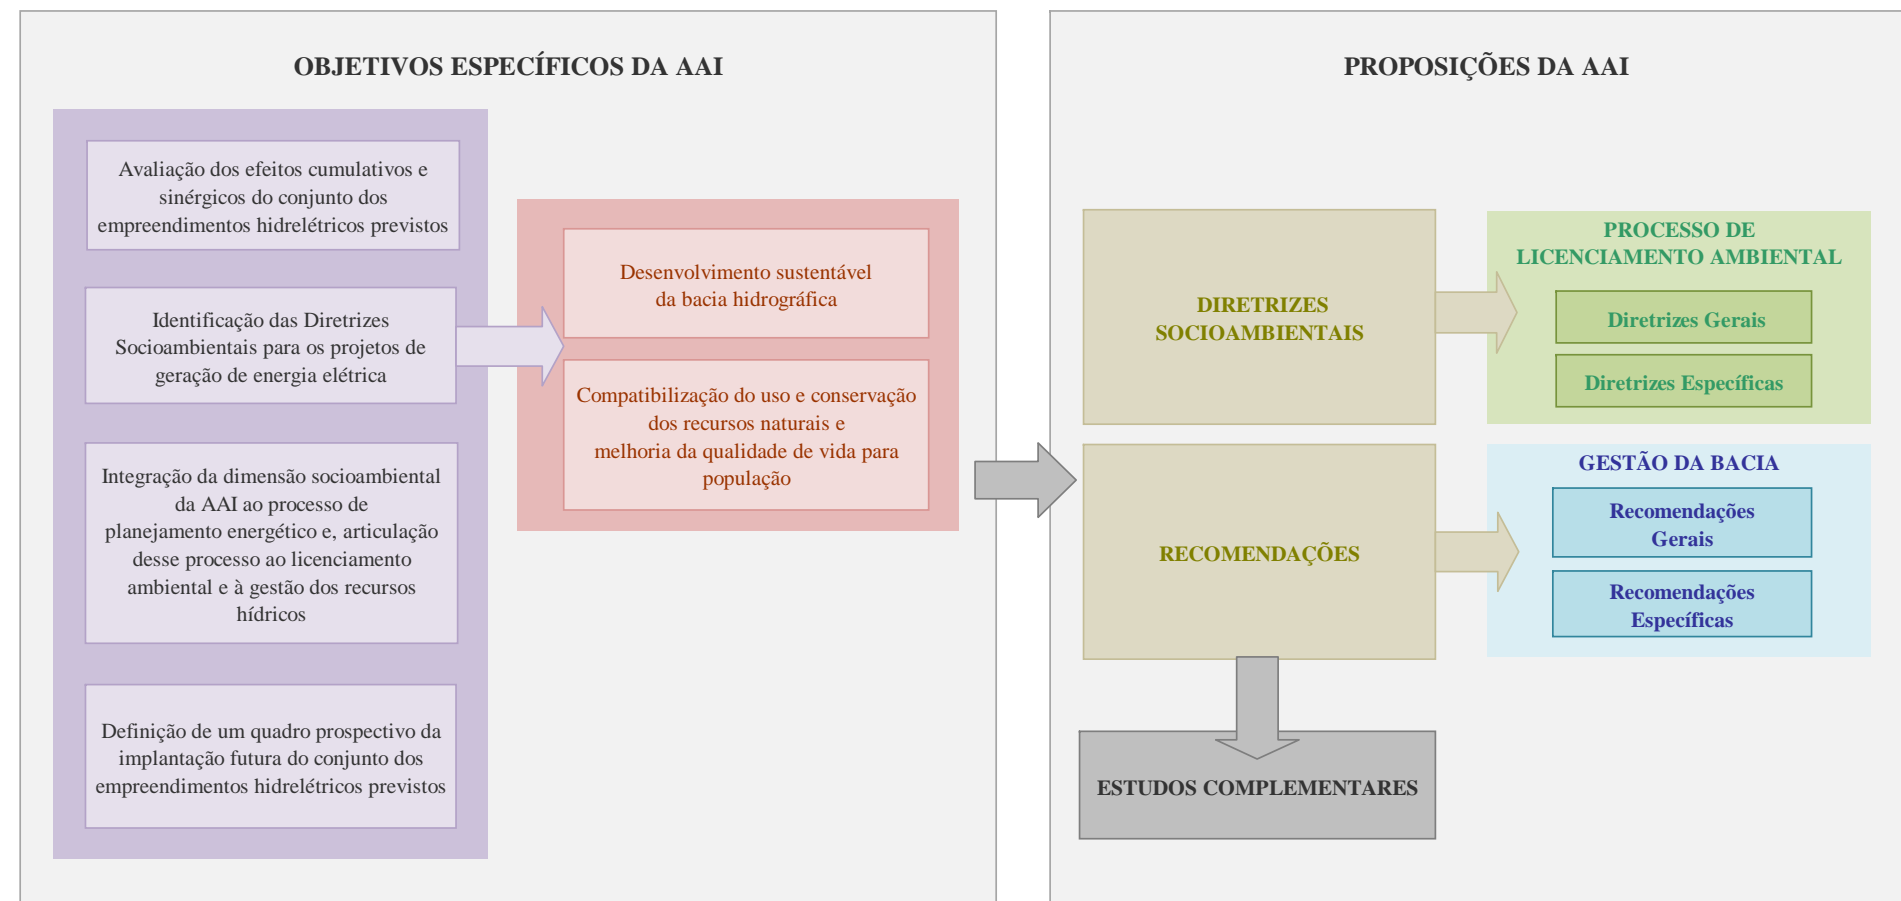 OBJETIVOS ESPECÍFICOS DA AAI
Avaliação dos efeitos cumulativos e
sinérgicos do conjunto dos
empreendimentos hidrelétricos previstos
Identificação das Diretrizes
Socioambientais para os projetos de
geração de energia elétrica
Integração da dimensão socioambiental
da AAI ao processo de
planejamento energético e, articulação
desse processo ao licenciamento
ambiental e à gestão dos recursos
hídricos
Definição de um quadro prospectivo da
implantação futura do conjunto dos
empreendimentos hidrelétricos previstos
Desenvolvimento sustentável
da bacia hidrográfica
Compatibilização do uso e conservação
dos recursos naturais e
melhoria da qualidade de vida para
população
PROPOSIÇÕES DA AAI
DIRETRIZES
SOCIOAMBIENTAIS
PROCESSO DE
LICENCIAMENTO AMBIENTAL
Diretrizes Gerais
Diretrizes Específicas
RECOMENDAÇÕES
GESTÃO DA BACIA
Recomendações
Gerais
Recomendações
Específicas
ESTUDOS COMPLEMENTARES